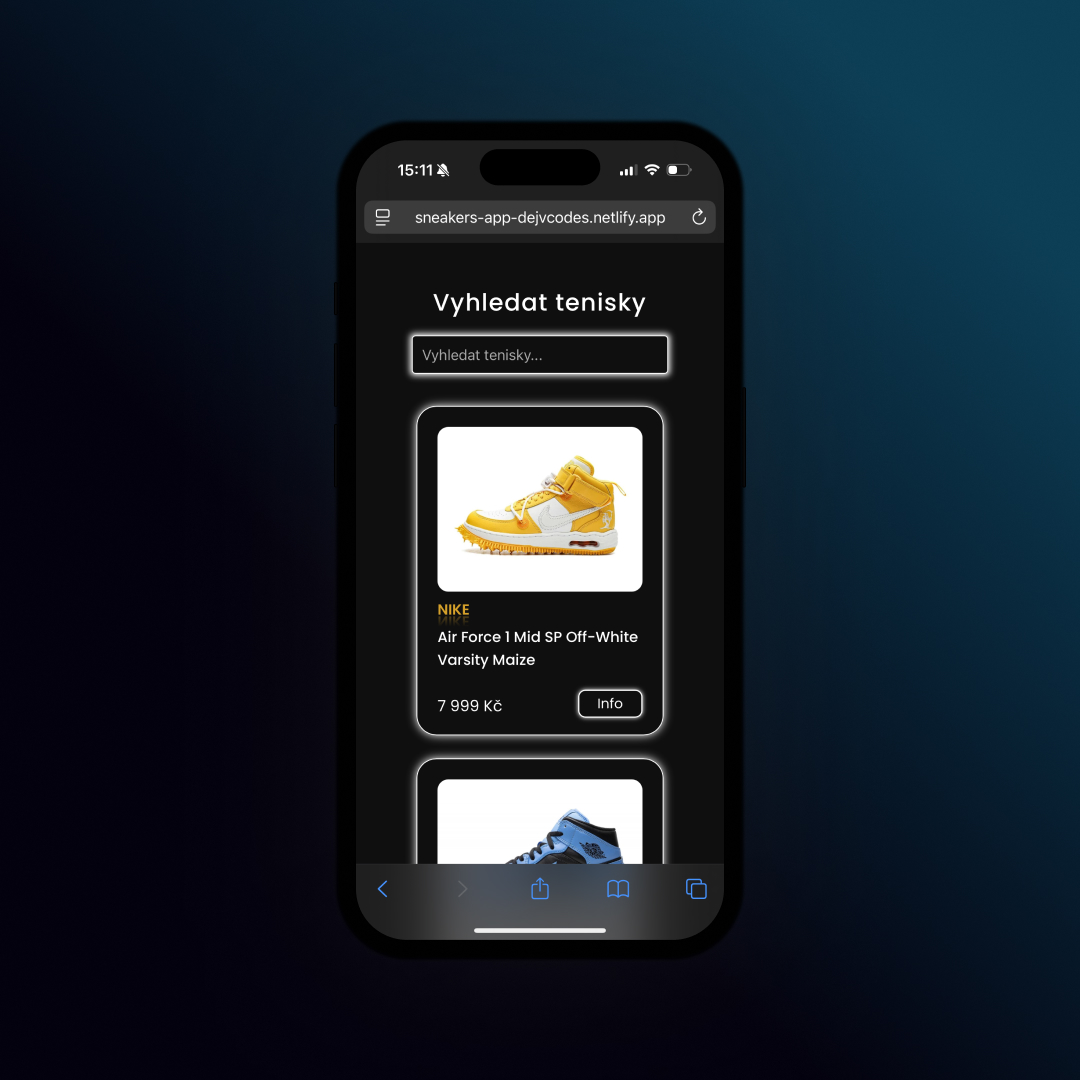 15:11
sneakers-app-dejvcodes.netlify.app
Vyhledat tenisky
Vyhledat tenisky...
NIKE
Air Force 1 Mid SP Off-White
Varsity Maize
7 999 Kč
Info